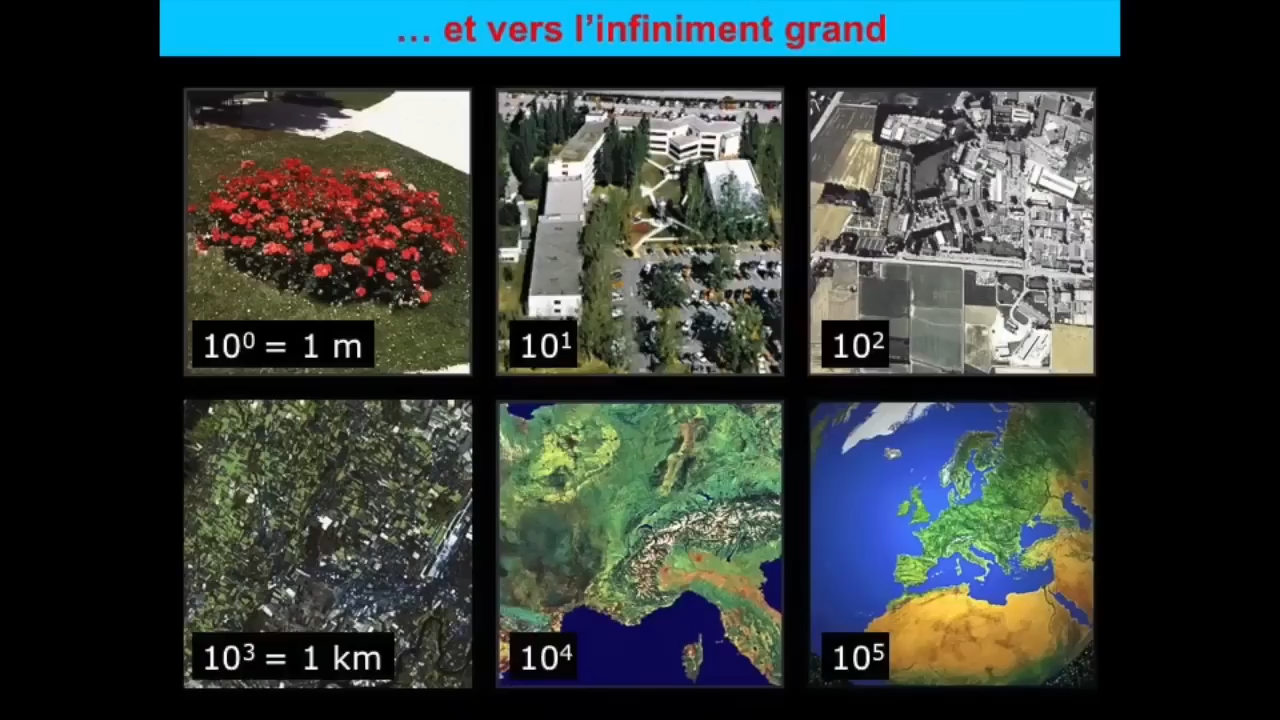 … et vers l’infiniment grand
10⁰ = 1 m
10¹
10²
10³ = 1 km
10⁴
10⁵